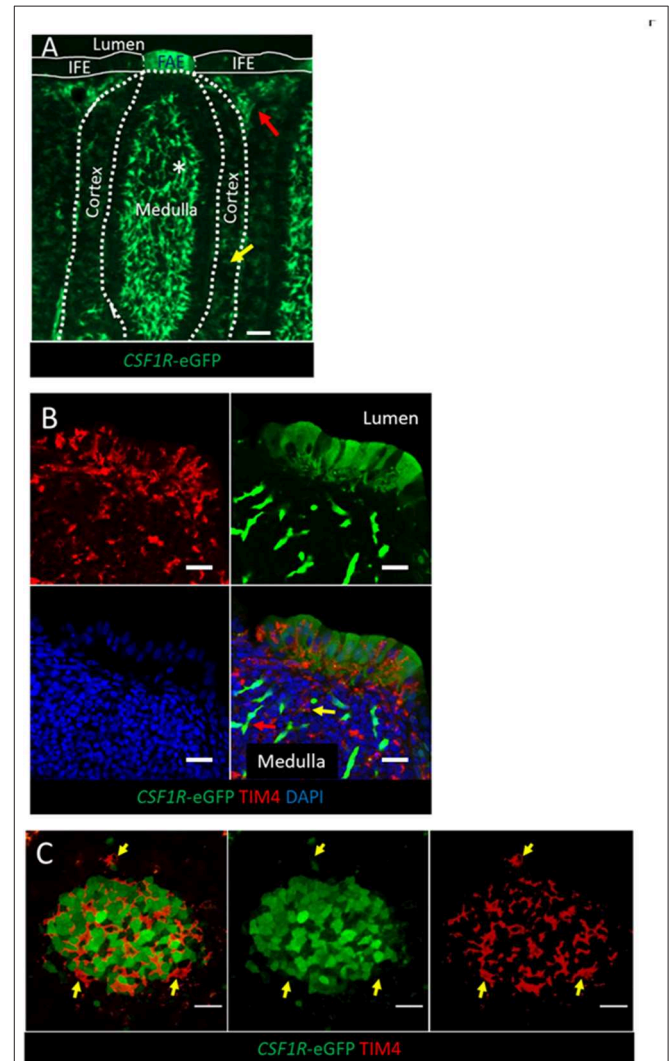 A
Lumen
IFE
FAE
IFE
Cortex
Medulla
*
Cortex
CSF1R-eGFP
B
Lumen
Medulla
CSF1R-eGFP TIM4 DAPI
C
CSF1R-eGFP TIM4